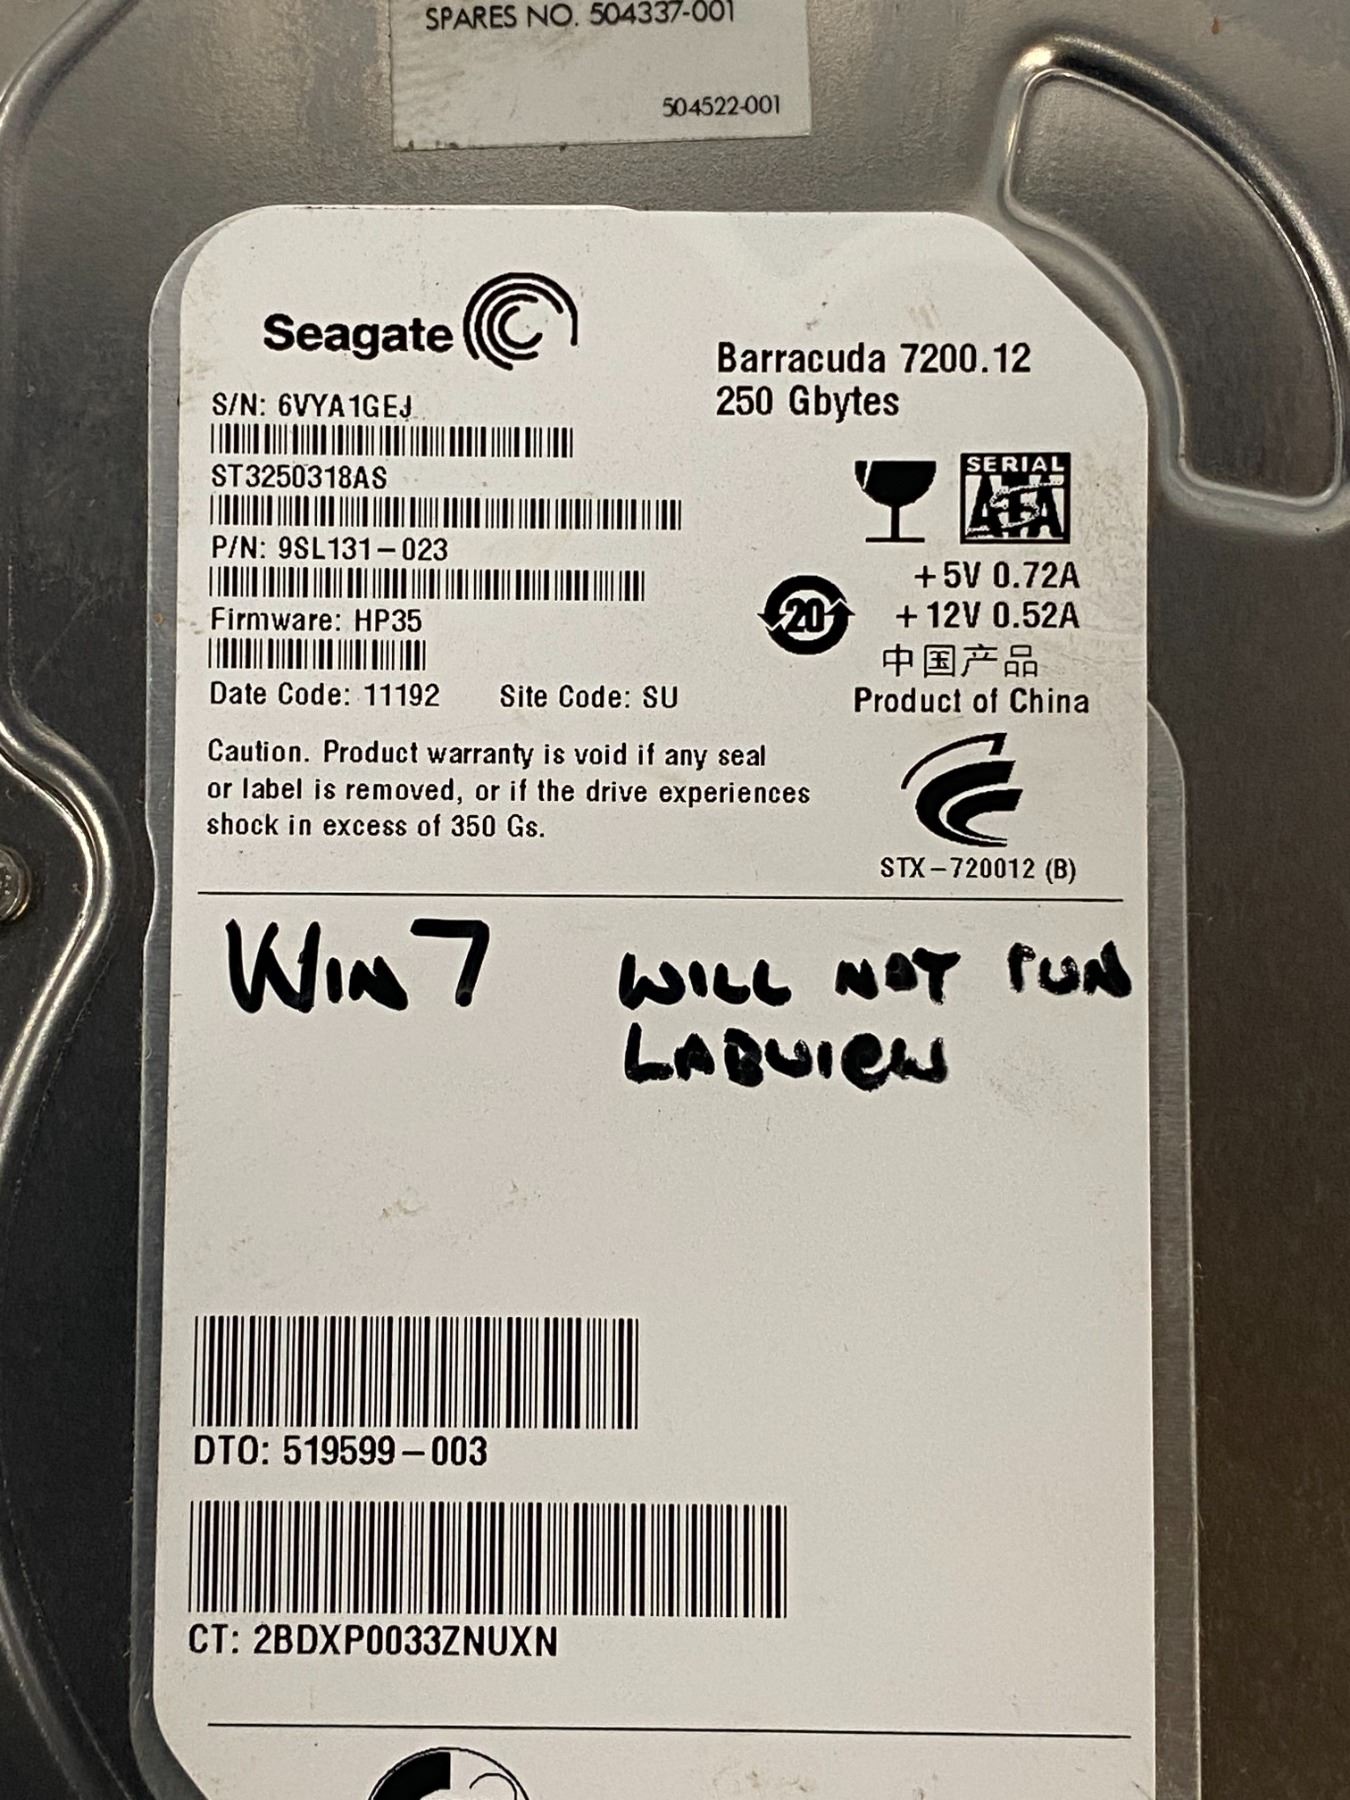 SPARES NO. 504337-001
504522-001
Seagate
Barracuda 7200.12
250 Gbytes
S/N: 6VYA1GEJ
ST3250318AS
P/N: 9SL131-023
Firmware: HP35
Date Code: 11192 Site Code: SU
SERIAL
ATA
+5V 0.72A
+12V 0.52A
20
中国产品
Product of China
Caution. Product warranty is void if any seal
or label is removed, or if the drive experiences
shock in excess of 350 Gs.
STX-720012 (B)
WIN 7
WILL NOT RUN
LABVIEW
DTO: 519599-003
CT: 2BDXP0033ZNUXN